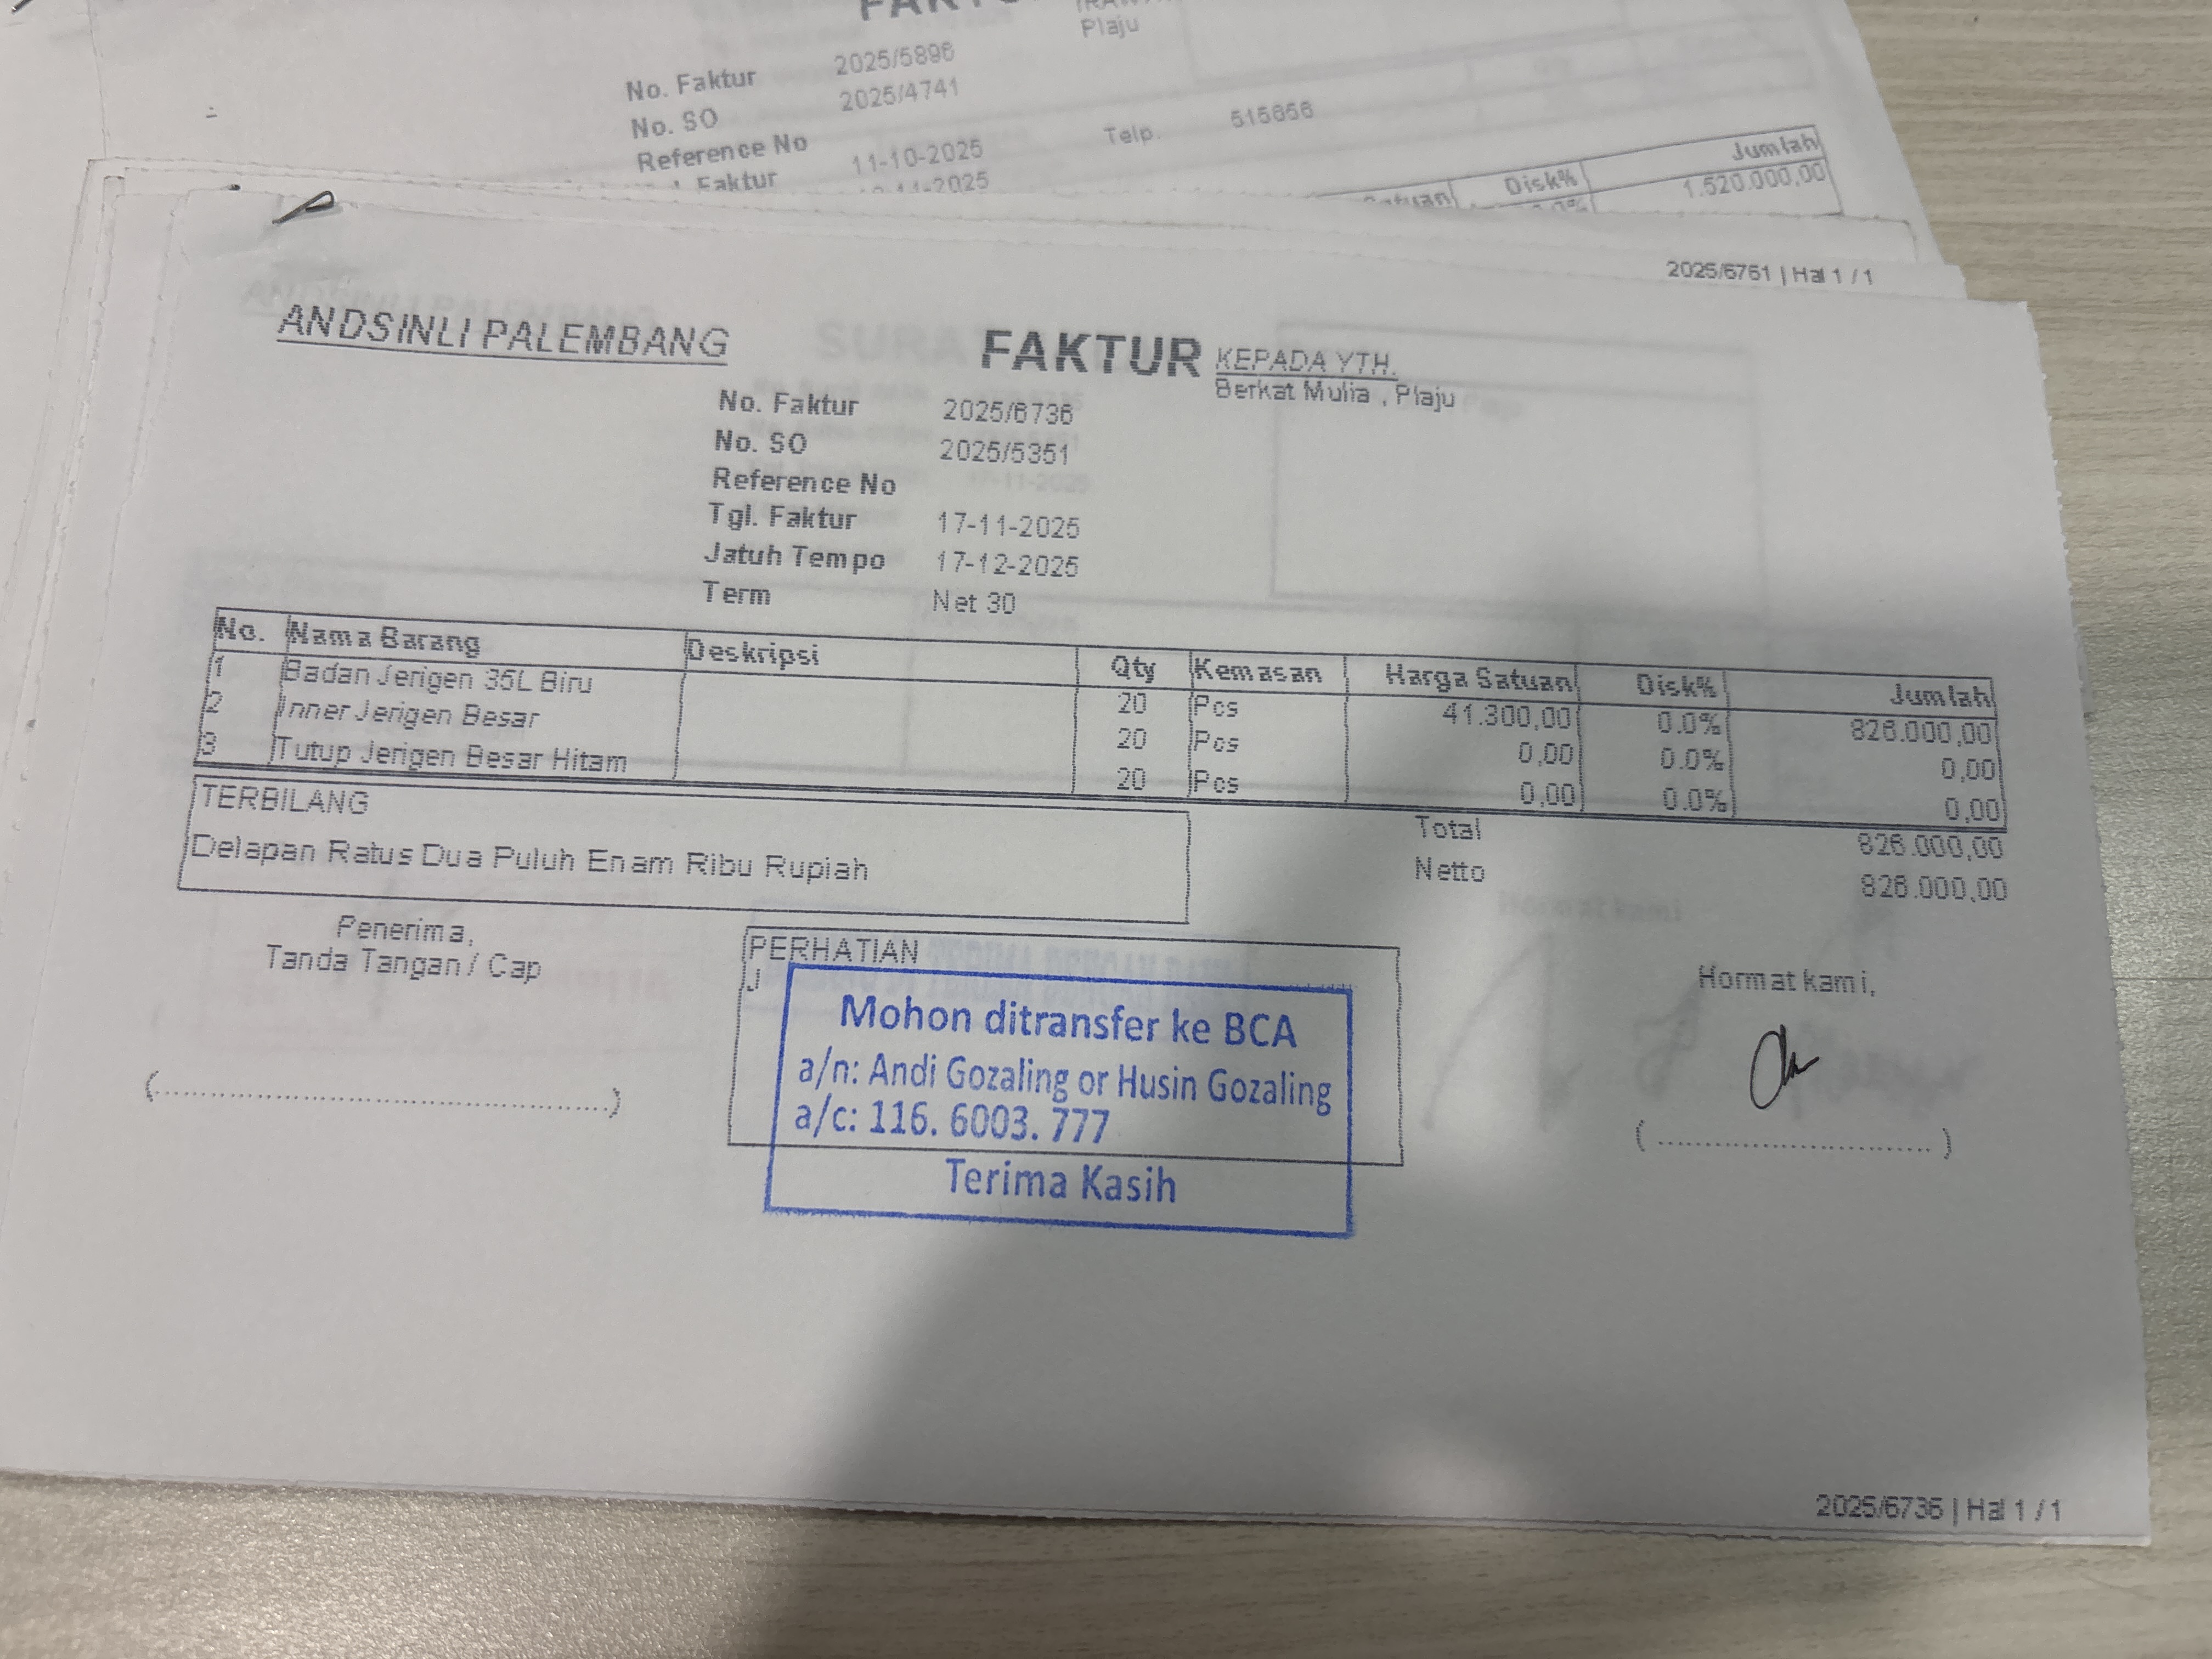 No. Faktur 2025/5896
No. SO 2025/4741
Reference No
Faktur 11-10-2025
Plaju
Telp. 515656
Disk% Jumlah
1.520.000,00
2025/6761 | Hal 1 / 1
ANDSINLI PALEMBANG
FAKTUR
KEPADA YTH.
Berkat Mulia , Plaju
No. Faktur 2025/6736
No. SO 2025/5351
Reference No
Tgl. Faktur 17-11-2025
Jatuh Tempo 17-12-2025
Term Net 30
No. Nama Barang Deskripsi Qty Kemasan Harga Satuan Disk% Jumlah
1 Badan Jerigen 35L Biru 20 Pcs 41.300,00 0.0% 826.000,00
2 Inner Jerigen Besar 20 Pcs 0,00 0.0% 0,00
3 Tutup Jerigen Besar Hitam 20 Pcs 0,00 0.0% 0,00
TERBILANG
Delapan Ratus Dua Puluh Enam Ribu Rupiah
Total 826.000,00
Netto 826.000,00
Penerima,
Tanda Tangan / Cap
PERHATIAN
J
Mohon ditransfer ke BCA
a/n: Andi Gozaling or Husin Gozaling
a/c: 116. 6003. 777
Terima Kasih
Hormat kami,
2025/6736 | Hal 1 / 1